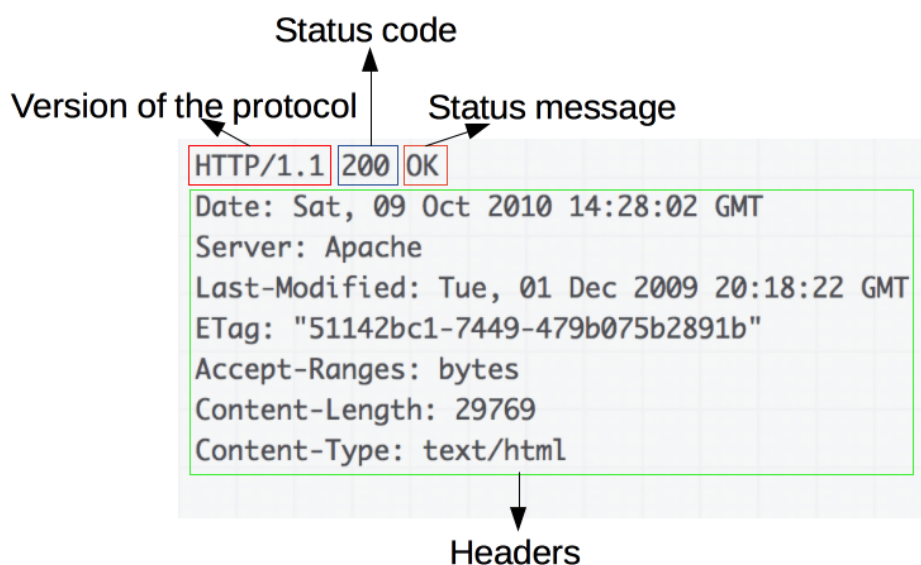 Status code
Version of the protocol
Status message
HTTP/1.1 200 OK
Date: Sat, 09 Oct 2010 14:28:02 GMT
Server: Apache
Last-Modified: Tue, 01 Dec 2009 20:18:22 GMT
ETag: "51142bc1-7449-479b075b2891b"
Accept-Ranges: bytes
Content-Length: 29769
Content-Type: text/html
Headers